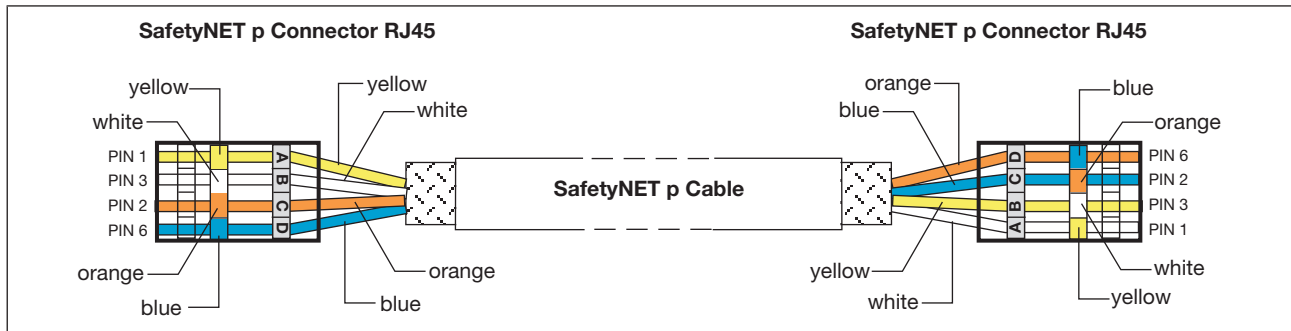 SafetyNET p Connector RJ45
SafetyNET p Connector RJ45
yellow
yellow
white
white
PIN 1
PIN 3
PIN 2
PIN 6
A
B
C
D
orange
blue
orange
blue
SafetyNET p Cable
orange
blue
blue
orange
D
C
B
A
PIN 6
PIN 2
PIN 3
PIN 1
yellow
white
white
yellow